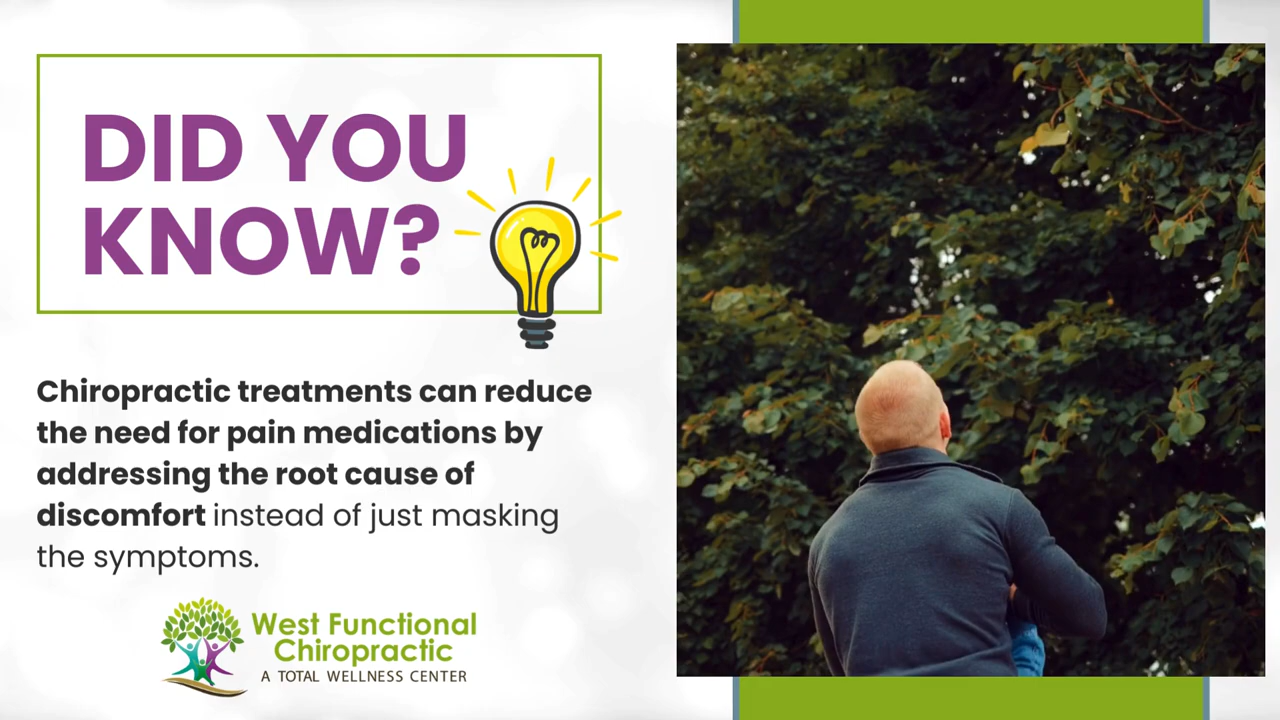 DID YOU
KNOW?
Chiropractic treatments can reduce
the need for pain medications by
addressing the root cause of
discomfort instead of just masking
the symptoms.
West Functional
Chiropractic
A TOTAL WELLNESS CENTER